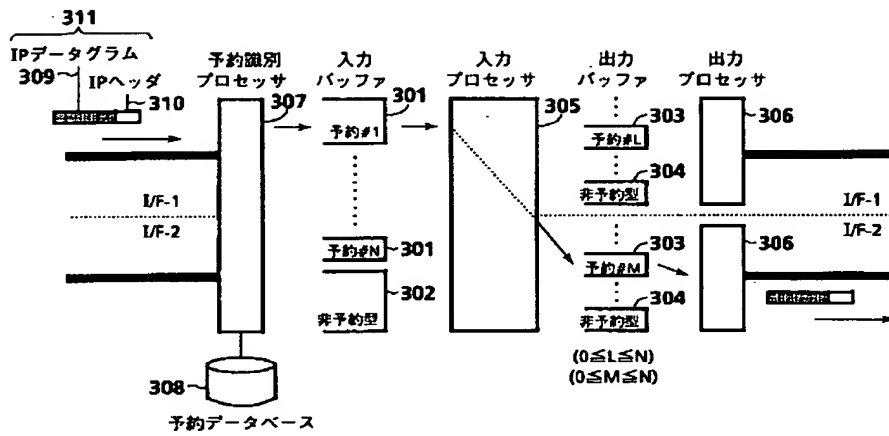 311
IPデータグラム
309
IPヘッダ
310
予約識別
プロセッサ
307
入力
バッファ
301
予約#1
入力
プロセッサ
305
出力
バッファ
303
予約#L
304
非予約型
出力
プロセッサ
306
I/F-1
I/F-2
I/F-1
I/F-2
予約#N
301
302
非予約型
303
予約#M
304
非予約型
306
(0≦L≦N)
(0≦M≦N)
308
予約データベース